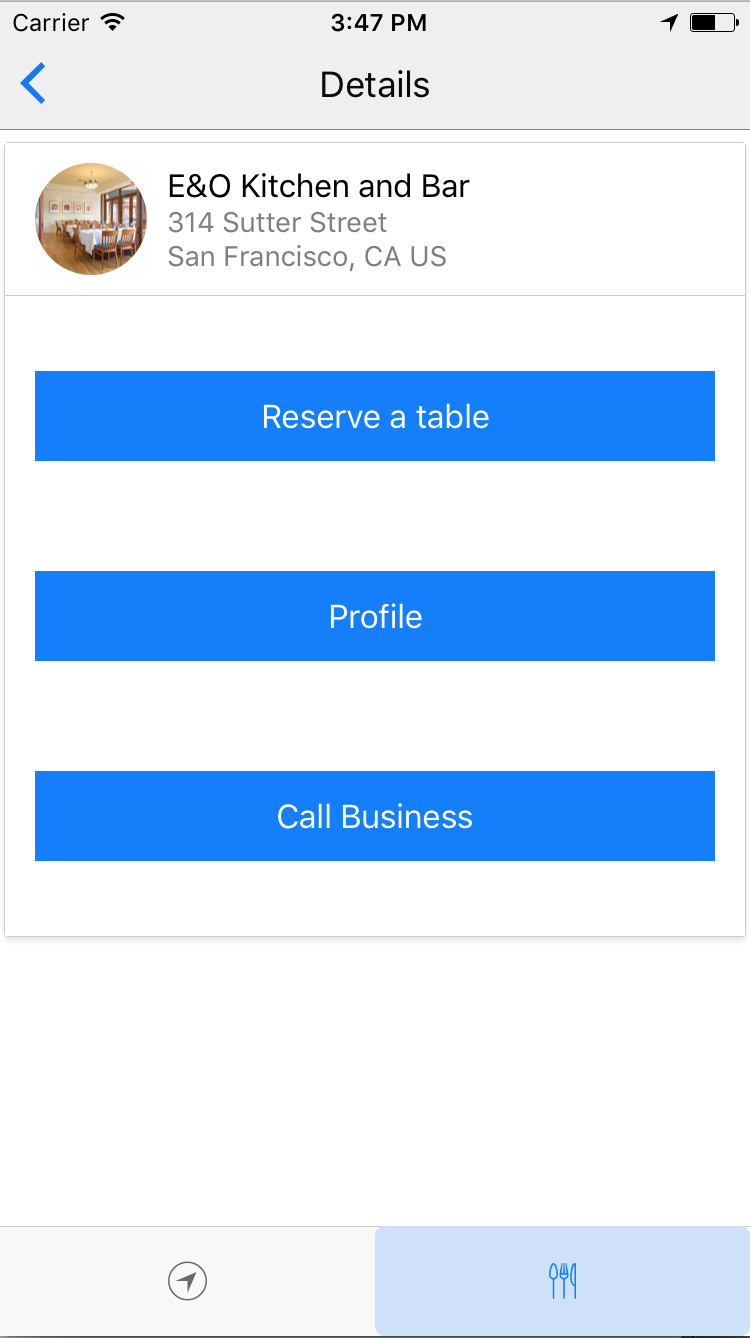 Carrier 3:47 PM
Details
E&O Kitchen and Bar
314 Sutter Street
San Francisco, CA US
Reserve a table
Profile
Call Business